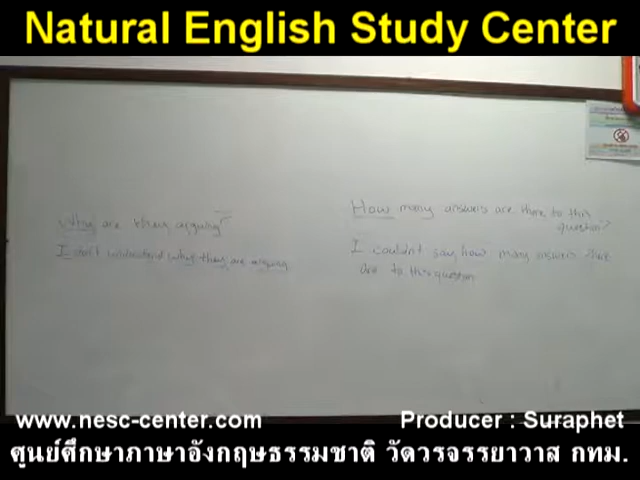 Natural English Study Center
Why are they arguing?
I don't understand why they are arguing
How many answers are there to this
question?
I couldn't say how many answers there
are to this question
www.nesc-center.com
Producer : Suraphet
ศูนย์ศึกษาภาษาอังกฤษธรรมชาติ วัดวรจรรยาวาส กทม.